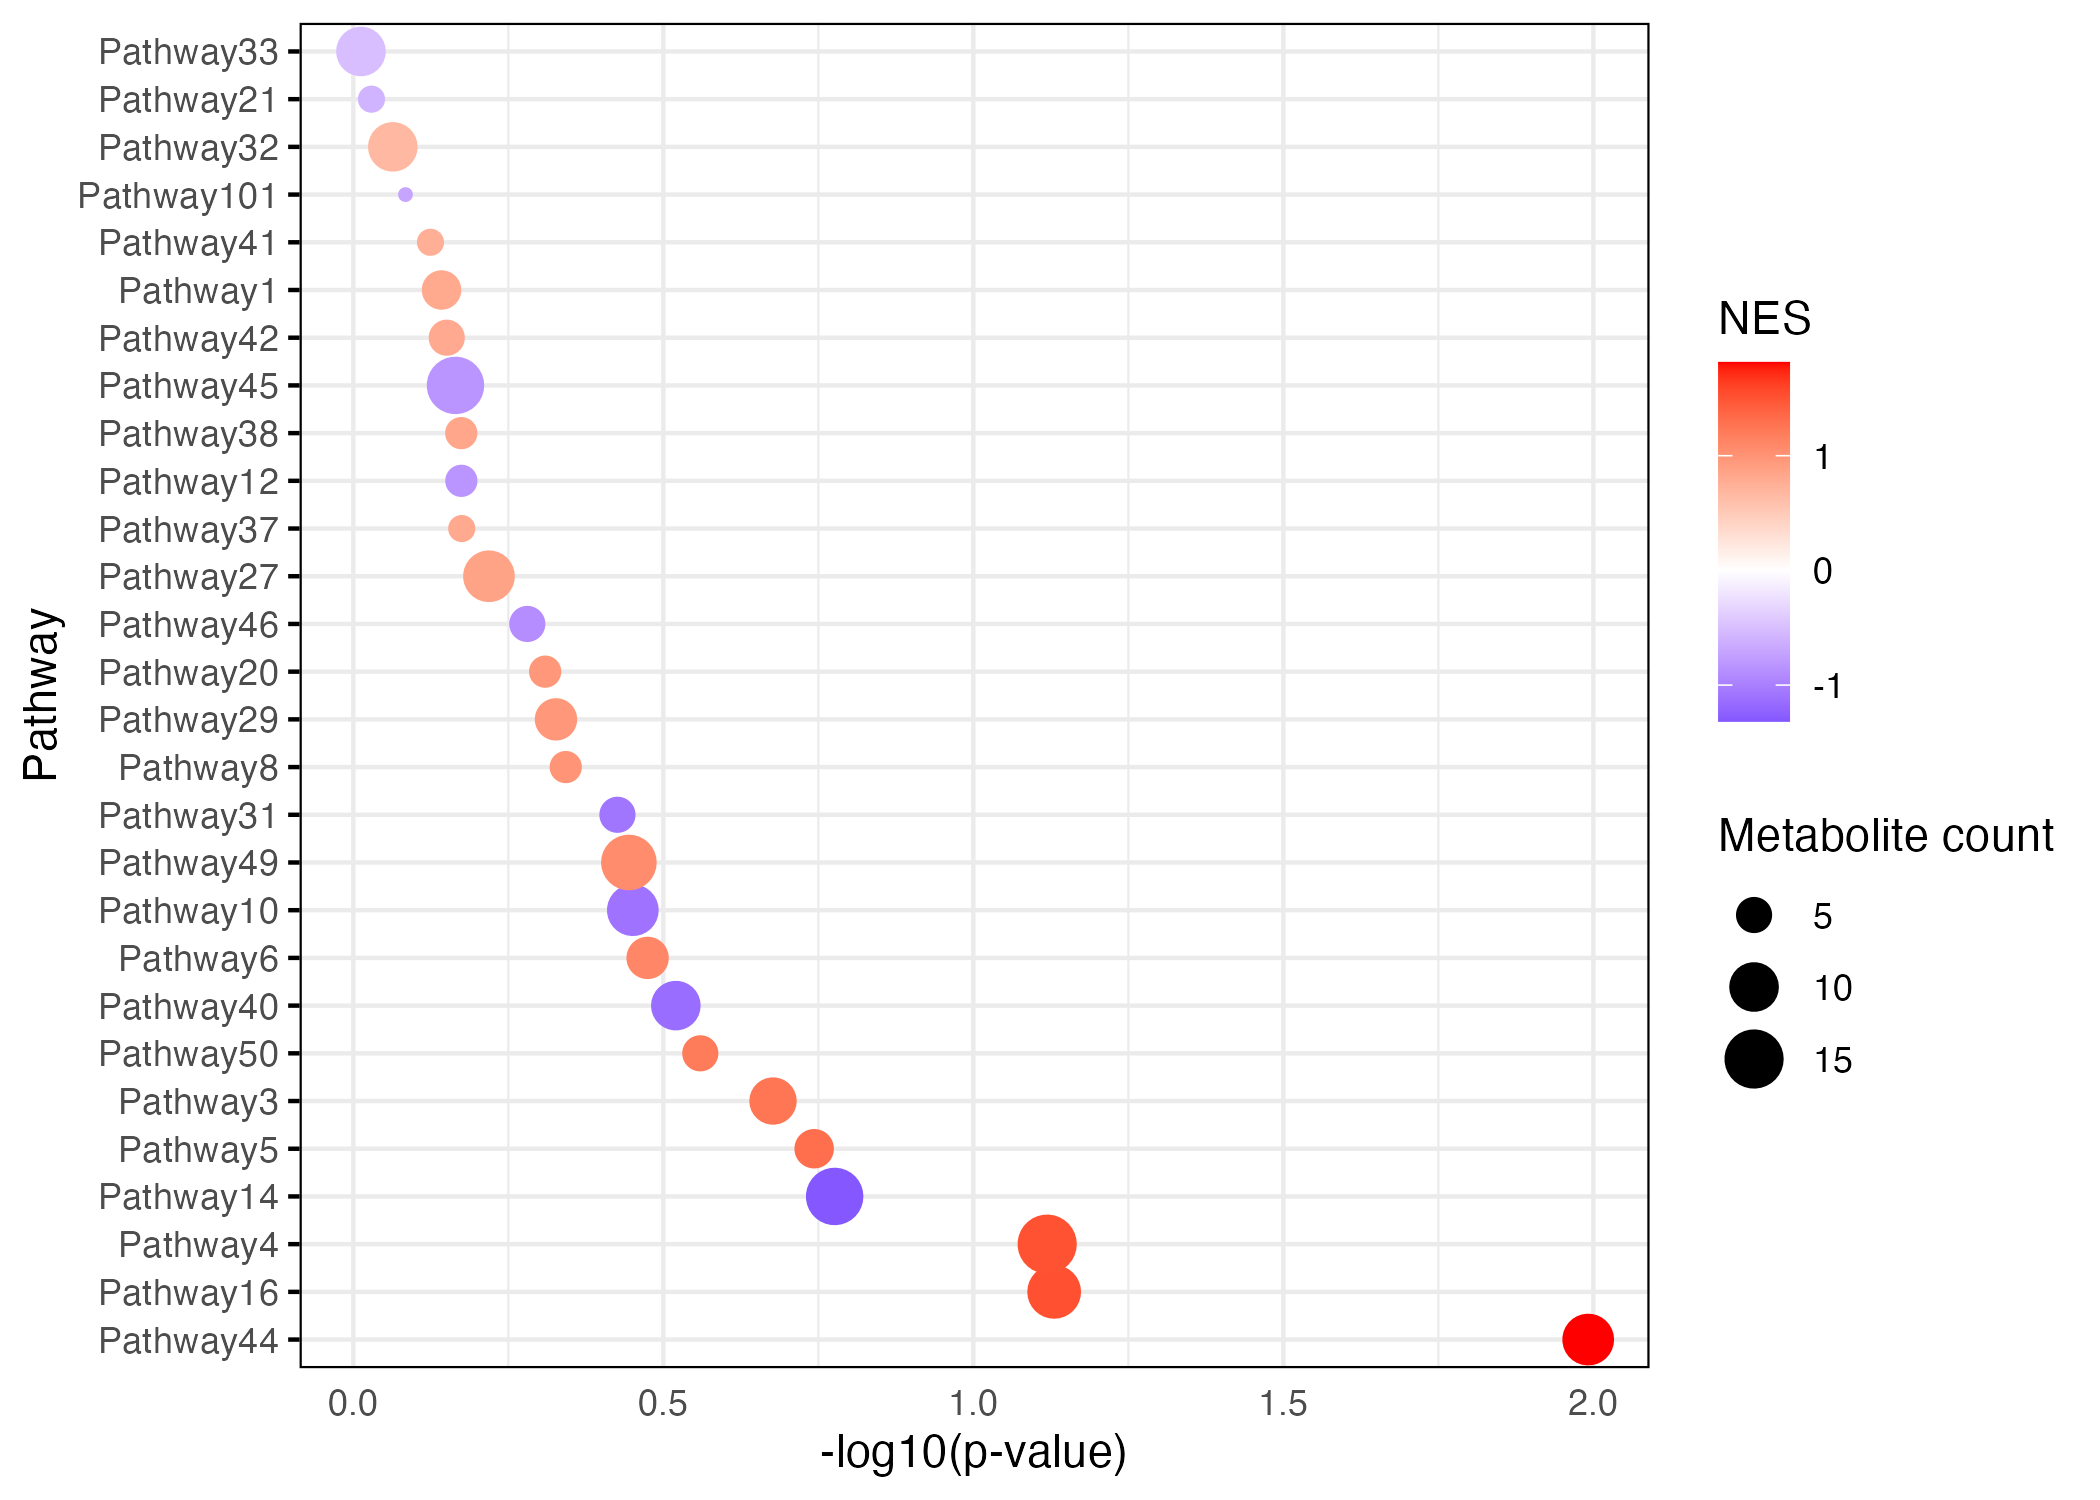 Pathway33
Pathway21
Pathway32
Pathway101
Pathway41
Pathway1
Pathway42
Pathway45
Pathway38
Pathway12
Pathway37
Pathway27
Pathway46
Pathway20
Pathway29
Pathway8
Pathway31
Pathway49
Pathway10
Pathway6
Pathway40
Pathway50
Pathway3
Pathway5
Pathway14
Pathway4
Pathway16
Pathway44
Pathway
0.0 0.5 1.0 1.5 2.0
-log10(p-value)
NES
1
0
-1
Metabolite count
5
10
15